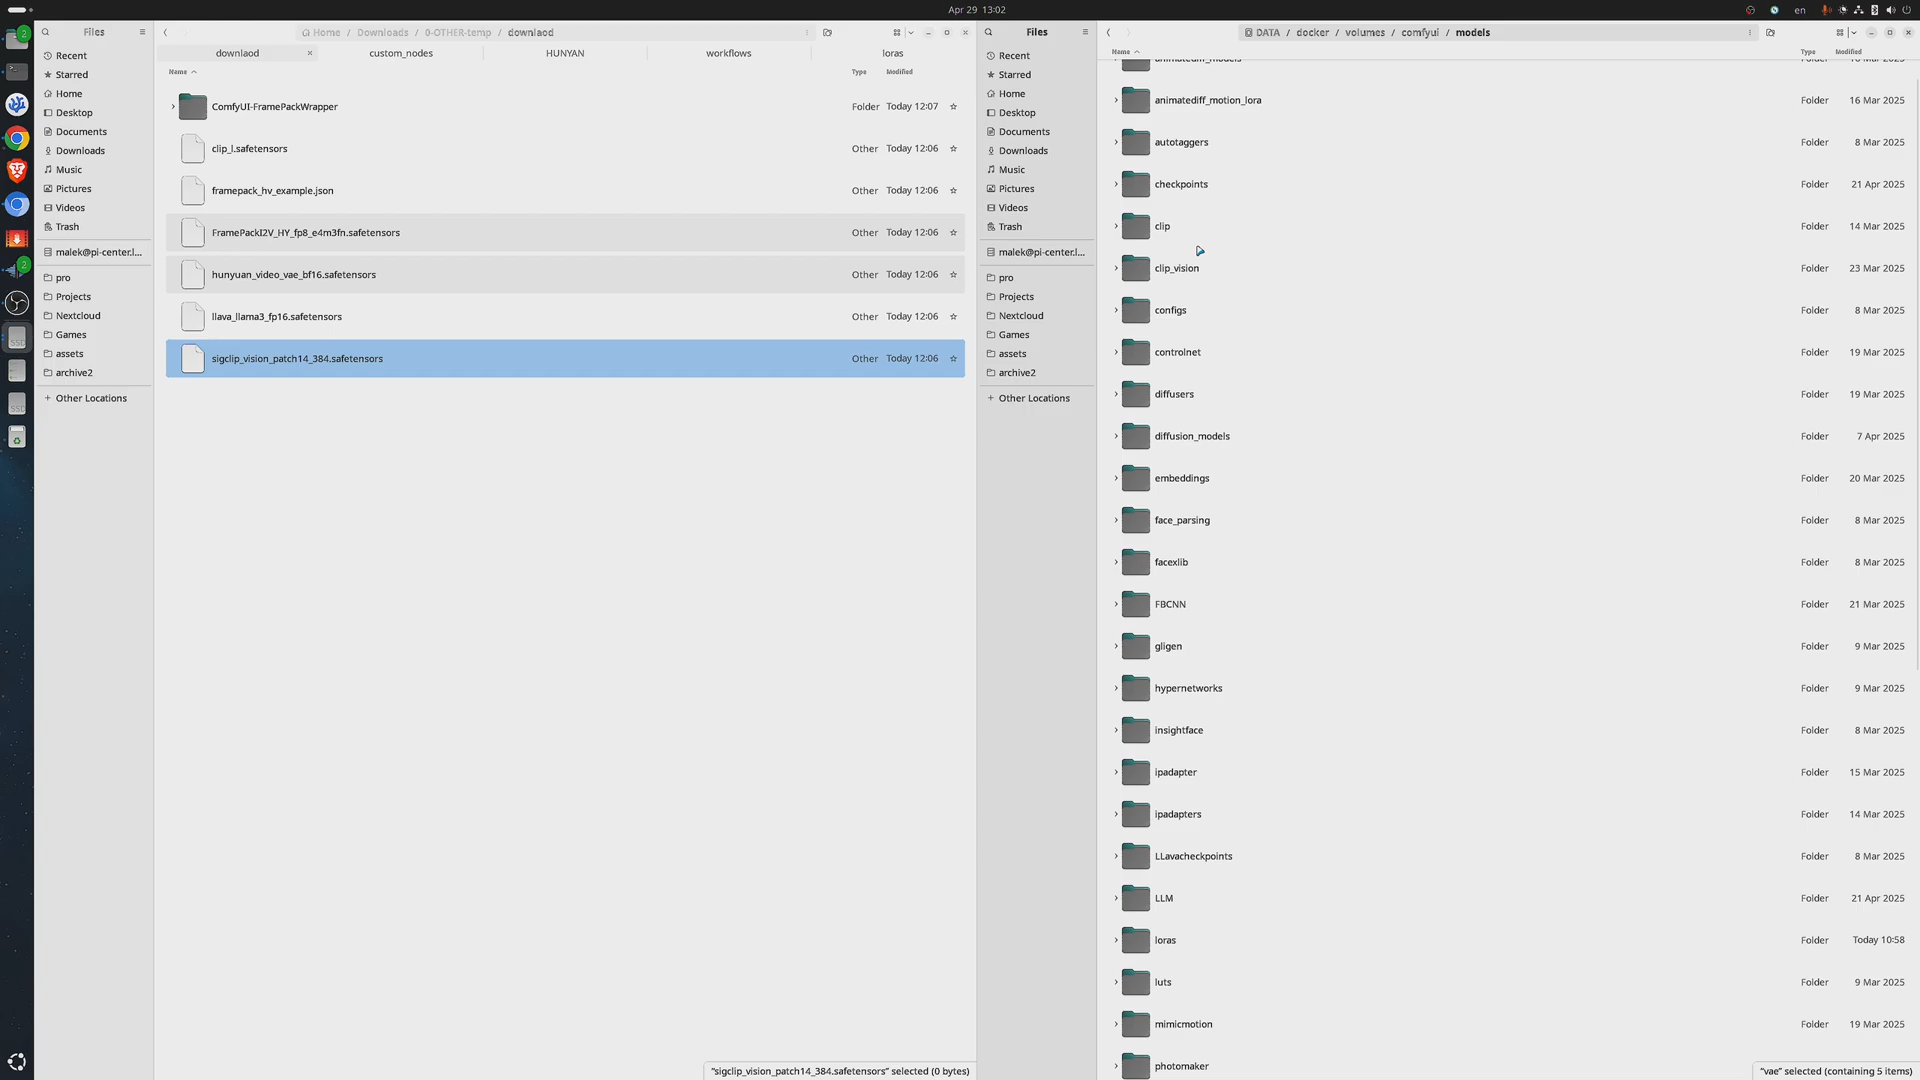 Apr 29 13:02
en
Files
Home / Downloads / 0-OTHER-temp / downlaod
downlaod
custom_nodes
HUNYAN
workflows
loras
Name
Type
Modified
Recent
Starred
Home
Desktop
Documents
Downloads
Music
Pictures
Videos
Trash
malek@pi-center.l...
pro
Projects
Nextcloud
Games
assets
archive2
Other Locations
ComfyUI-FramePackWrapper Folder Today 12:07
clip_l.safetensors Other Today 12:06
framepack_hv_example.json Other Today 12:06
FramePackI2V_HY_fp8_e4m3fn.safetensors Other Today 12:06
hunyuan_video_vae_bf16.safetensors Other Today 12:06
llava_llama3_fp16.safetensors Other Today 12:06
sigclip_vision_patch14_384.safetensors Other Today 12:06
"sigclip_vision_patch14_384.safetensors" selected (0 bytes)
Files
DATA / docker / volumes / comfyui / models
Name
Type
Modified
Recent
Starred
Home
Desktop
Documents
Downloads
Music
Pictures
Videos
Trash
malek@pi-center.l...
pro
Projects
Nextcloud
Games
assets
archive2
Other Locations
animatediff_models Folder
animatediff_motion_lora Folder 16 Mar 2025
autotaggers Folder 8 Mar 2025
checkpoints Folder 21 Apr 2025
clip Folder 14 Mar 2025
clip_vision Folder 23 Mar 2025
configs Folder 8 Mar 2025
controlnet Folder 19 Mar 2025
diffusers Folder 19 Mar 2025
diffusion_models Folder 7 Apr 2025
embeddings Folder 20 Mar 2025
face_parsing Folder 8 Mar 2025
facexlib Folder 8 Mar 2025
FBCNN Folder 21 Mar 2025
gligen Folder 9 Mar 2025
hypernetworks Folder 9 Mar 2025
insightface Folder 8 Mar 2025
ipadapter Folder 15 Mar 2025
ipadapters Folder 14 Mar 2025
LLavacheckpoints Folder 8 Mar 2025
LLM Folder 21 Apr 2025
loras Folder Today 10:58
luts Folder 9 Mar 2025
mimicmotion Folder 19 Mar 2025
photomaker
"vae" selected (containing 5 items)
2
2
SSD
SSD